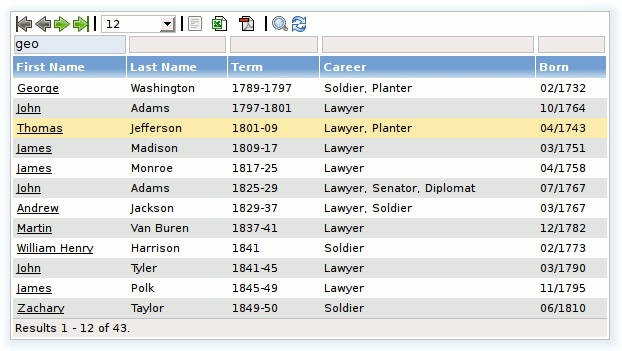 12
geo
First Name Last Name Term Career Born
George Washington 1789-1797 Soldier, Planter 02/1732
John Adams 1797-1801 Lawyer 10/1764
Thomas Jefferson 1801-09 Lawyer, Planter 04/1743
James Madison 1809-17 Lawyer 03/1751
James Monroe 1817-25 Lawyer 04/1758
John Adams 1825-29 Lawyer, Senator, Diplomat 07/1767
Andrew Jackson 1829-37 Lawyer, Soldier 03/1767
Martin Van Buren 1837-41 Lawyer 12/1782
William Henry Harrison 1841 Soldier 02/1773
John Tyler 1841-45 Lawyer 03/1790
James Polk 1845-49 Lawyer 11/1795
Zachary Taylor 1849-50 Soldier 06/1810
Results 1 - 12 of 43.